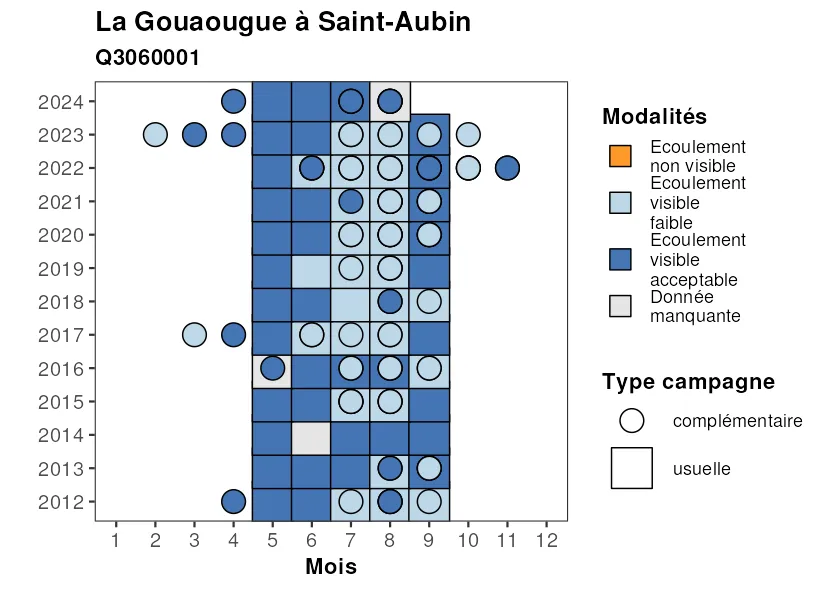 La Gouaougue à Saint-Aubin
Q3060001
2024
2023
2022
2021
2020
2019
2018
2017
2016
2015
2014
2013
2012
1 2 3 4 5 6 7 8 9 10 11 12
Mois
Modalités
Ecoulement
non visible
Ecoulement
visible
faible
Ecoulement
visible
acceptable
Donnée
manquante
Type campagne
complémentaire
usuelle